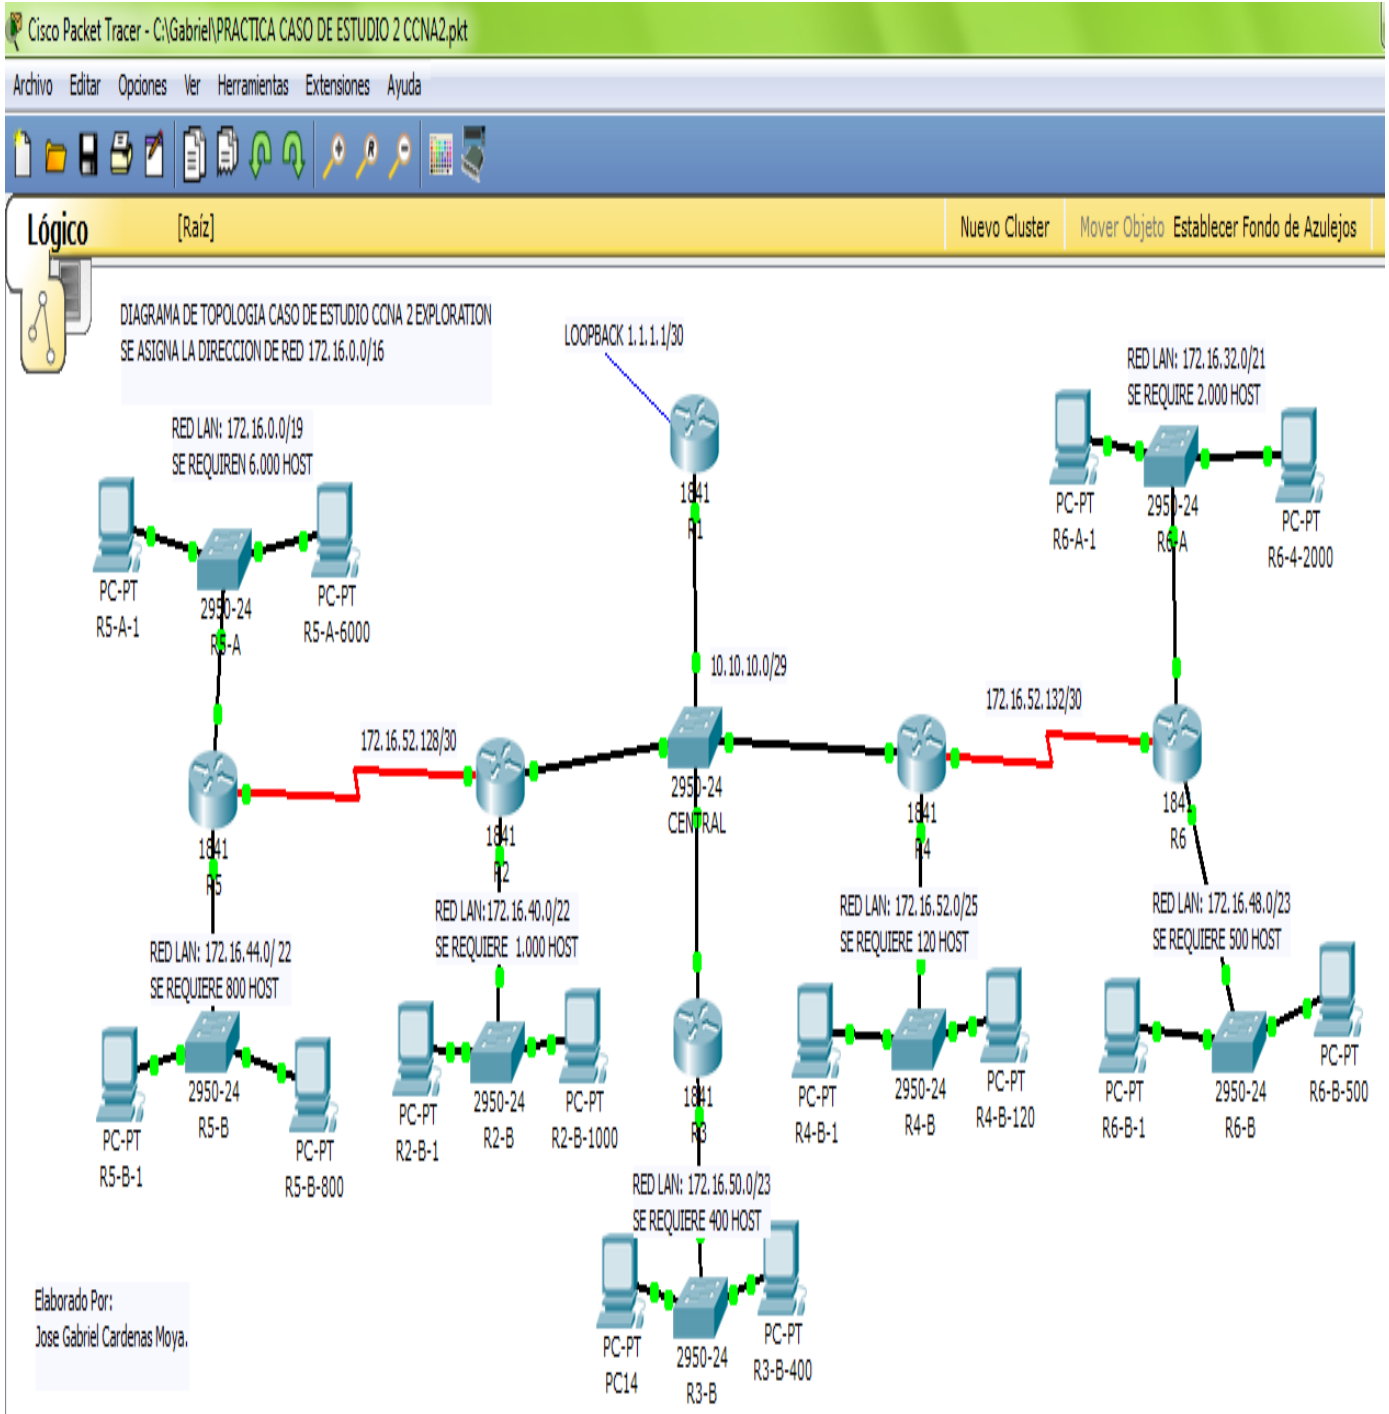 Cisco Packet Tracer - C:\Gabriel\PRACTICA CASO DE ESTUDIO 2 CCNA2.pkt
Archivo Editar Opciones Ver Herramientas Extensiones Ayuda
Lógico [Raíz] Nuevo Cluster Mover Objeto Establecer Fondo de Azulejos
DIAGRAMA DE TOPOLOGIA CASO DE ESTUDIO CCNA 2 EXPLORATION
SE ASIGNA LA DIRECCION DE RED 172.16.0.0/16
LOOPBACK 1.1.1.1/30
RED LAN: 172.16.32.0/21
SE REQUIRE 2.000 HOST
RED LAN: 172.16.0.0/19
SE REQUIREN 6.000 HOST
1841
R1
PC-PT
R6-A-1
2950-24
R6-A
PC-PT
R6-4-2000
PC-PT
R5-A-1
2950-24
R5-A
PC-PT
R5-A-6000
10.10.10.0/29
172.16.52.128/30
172.16.52.132/30
1841
R5
1841
R2
2950-24
CENTRAL
1841
R4
1841
R6
RED LAN: 172.16.44.0/ 22
SE REQUIERE 800 HOST
RED LAN:172.16.40.0/22
SE REQUIERE 1.000 HOST
RED LAN: 172.16.52.0/25
SE REQUIERE 120 HOST
RED LAN: 172.16.48.0/23
SE REQUIERE 500 HOST
PC-PT
R5-B-1
2950-24
R5-B
PC-PT
R5-B-800
PC-PT
R2-B-1
2950-24
R2-B
PC-PT
R2-B-1000
1841
R3
PC-PT
R4-B-1
2950-24
R4-B
PC-PT
R4-B-120
PC-PT
R6-B-1
2950-24
R6-B
PC-PT
R6-B-500
RED LAN: 172.16.50.0/23
SE REQUIERE 400 HOST
PC-PT
PC14
2950-24
R3-B
PC-PT
R3-B-400
Elaborado Por:
Jose Gabriel Cardenas Moya.